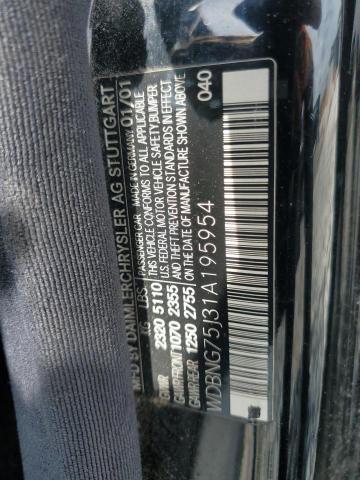 MFD BY DAIMLERCHRYSLER AG STUTTGART
PASSENGER CAR MADE IN GERMANY 01/01
KG LBS THIS VEHICLE CONFORMS TO ALL APPLICABLE
GVWR 2320 5110 U.S. FEDERAL MOTOR VEHICLE SAFETY, BUMPER,
GAWR FRONT 1070 2355 AND THEFT PREVENTION STANDARDS IN EFFECT
GAWR REAR 1250 2755 ON THE DATE OF MANUFACTURE SHOWN ABOVE
WDBNG75J31A195954
040